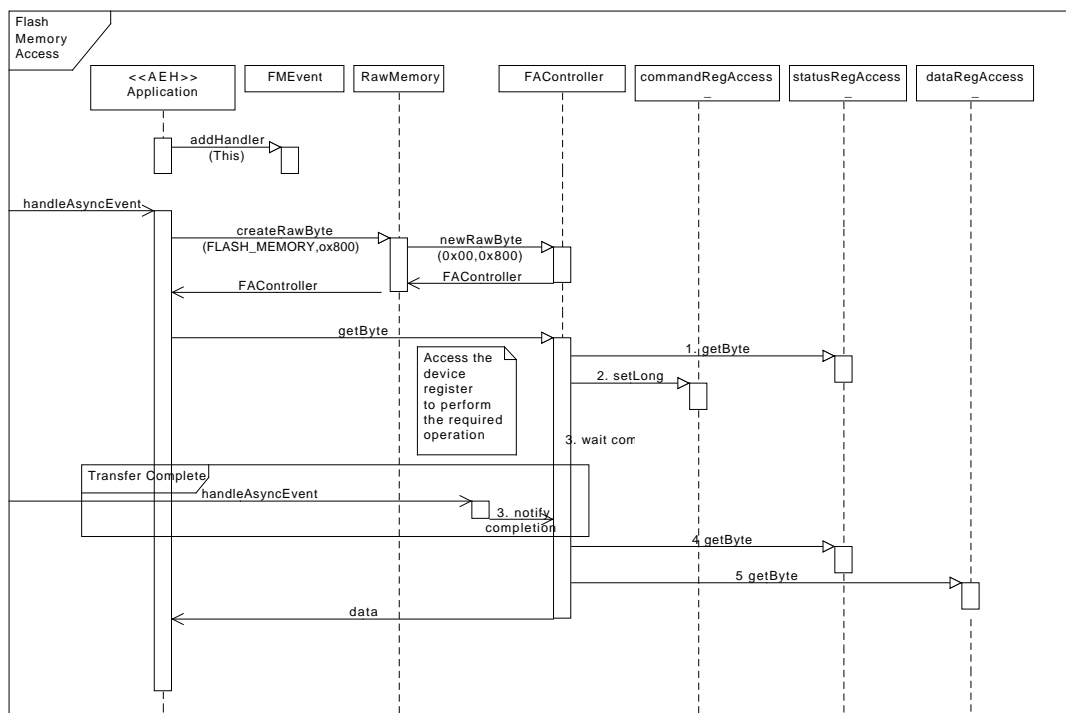 Flash
Memory
Access
<<AEH>>
Application
FMEvent
RawMemory
FAController
commandRegAccess
_
statusRegAccess
_
dataRegAccess
_
addHandler
(This)
handleAsyncEvent
createRawByte
(FLASH_MEMORY,ox800)
newRawByte
(0x00,0x800)
FAController
FAController
getByte
Access the
device
register
to perform
the required
operation
1. getByte
2. setLong
3. wait com
Transfer Complete
handleAsyncEvent
3. notify
completion
4 getByte
5 getByte
data